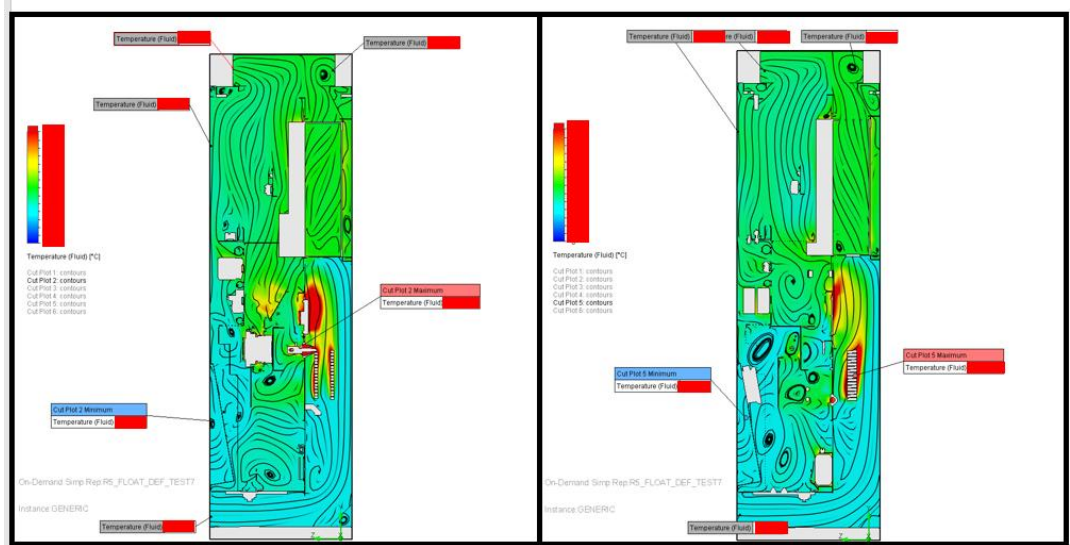 Temperature (Fluid)
Temperature (Fluid)
Temperature (Fluid)
Temperature (Fluid) [°C]
Cut Plot 1: contours
Cut Plot 2: contours
Cut Plot 3: contours
Cut Plot 4: contours
Cut Plot 5: contours
Cut Plot 6: contours
Cut Plot 2 Maximum
Temperature (Fluid)
Cut Plot 2 Minimum
Temperature (Fluid)
On-Demand Simp Rep:R5_FLOAT_DEF_TEST7
Instance:GENERIC
Temperature (Fluid)
Z
Temperature (Fluid)
re (Fluid)
Temperature (Fluid)
Temperature (Fluid) [°C]
Cut Plot 1: contours
Cut Plot 2: contours
Cut Plot 3: contours
Cut Plot 4: contours
Cut Plot 5: contours
Cut Plot 6: contours
Cut Plot 5 Maximum
Temperature (Fluid)
Cut Plot 5 Minimum
Temperature (Fluid)
On-Demand Simp Rep:R5_FLOAT_DEF_TEST7
Instance:GENERIC
Temperature (Fluid)
Z